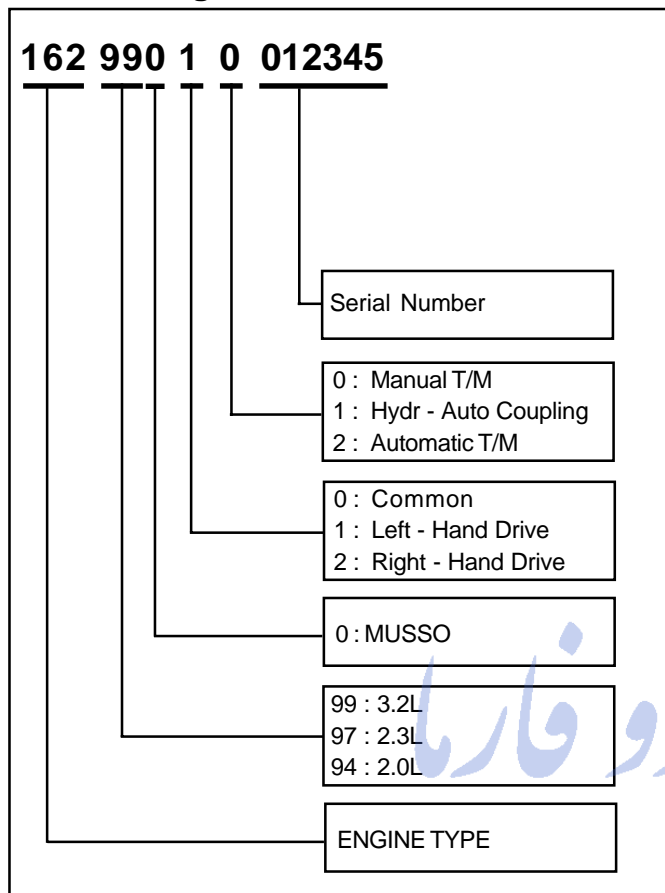 162 990 1 0 012345
Serial Number
0 : Manual T/M
1 : Hydr - Auto Coupling
2 : Automatic T/M
0 : Common
1 : Left - Hand Drive
2 : Right - Hand Drive
0 : MUSSO
99 : 3.2L
97 : 2.3L
94 : 2.0L
ENGINE TYPE
و فارما